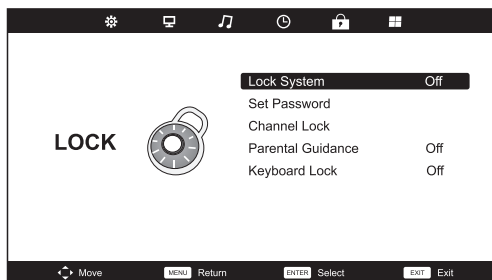 Lock System Off
Set Password
Channel Lock
LOCK
Parental Guidance Off
Keyboard Lock Off
Move MENU Return ENTER Select EXIT Exit